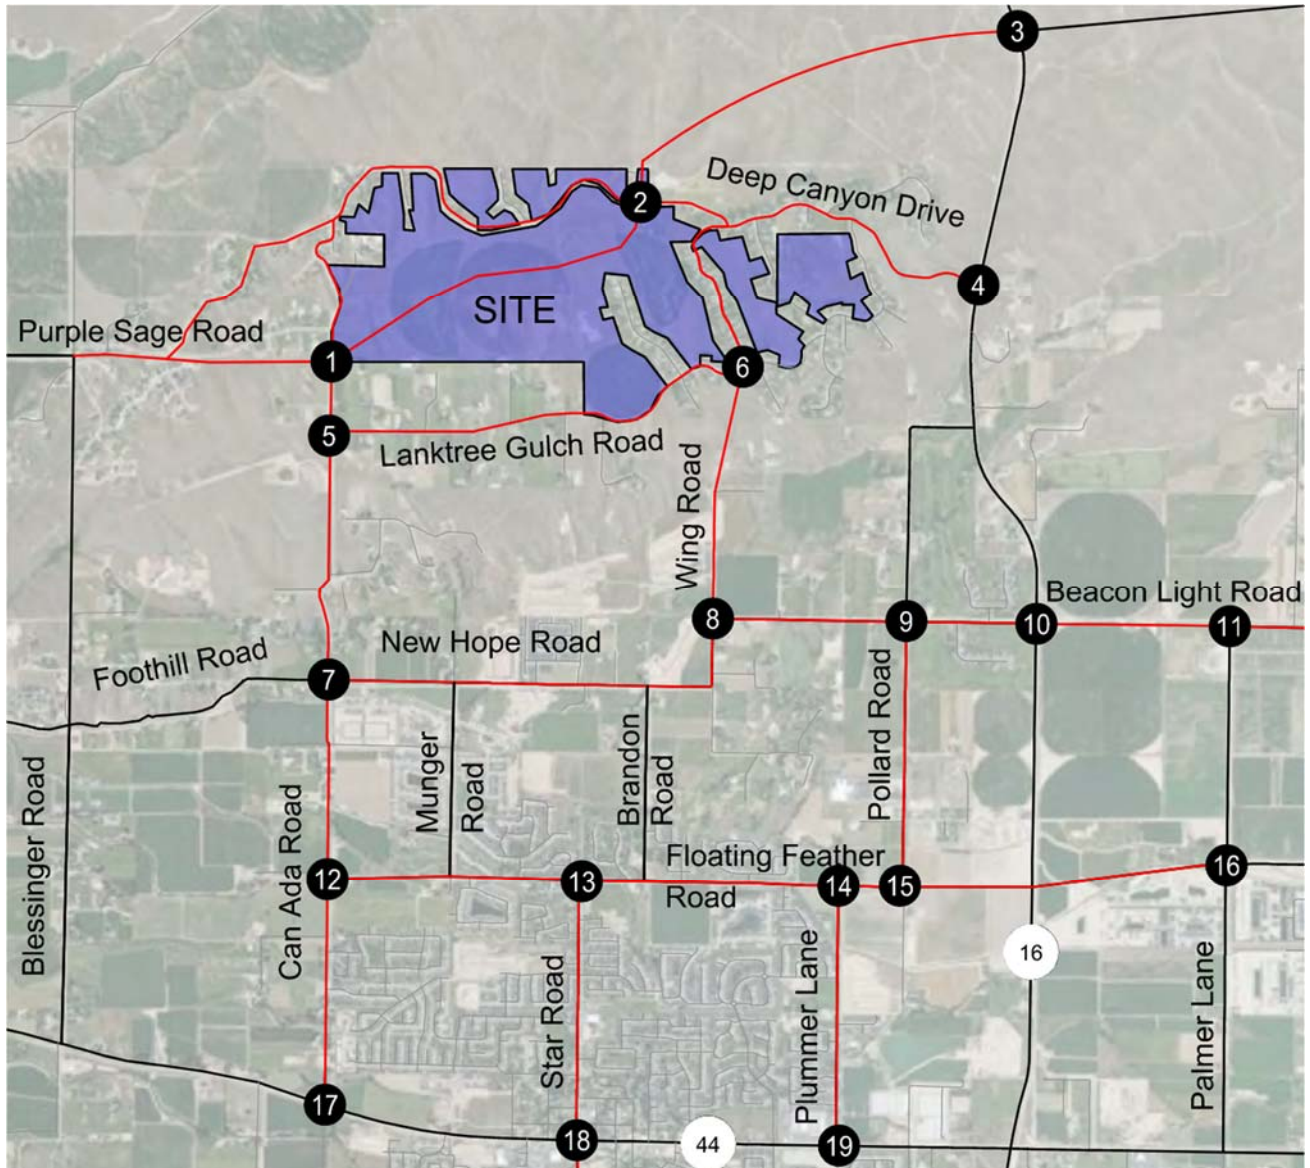 3
Deep Canyon Drive
2
4
SITE
Purple Sage Road
1
6
5
Lanktree Gulch Road
Wing Road
Beacon Light Road
8
9
10
11
New Hope Road
Foothill Road
7
Pollard Road
Munger
Road
Brandon
Road
Blessinger Road
Can Ada Road
Floating Feather
Road
12
13
14
15
16
16
Star Road
Plummer Lane
Palmer Lane
17
18
44
19